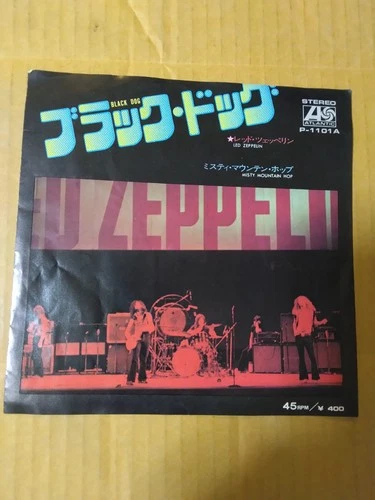 ブラック・ドッグ
BLACK DOG
STEREO
ATLANTIC
P-1101A
★レッド・ツェッペリン
LED ZEPPELIN
ミスティ・マウンテン・ホップ
MISTY MOUNTAIN HOP
ED ZEPPELIN
45RPM/¥ 400